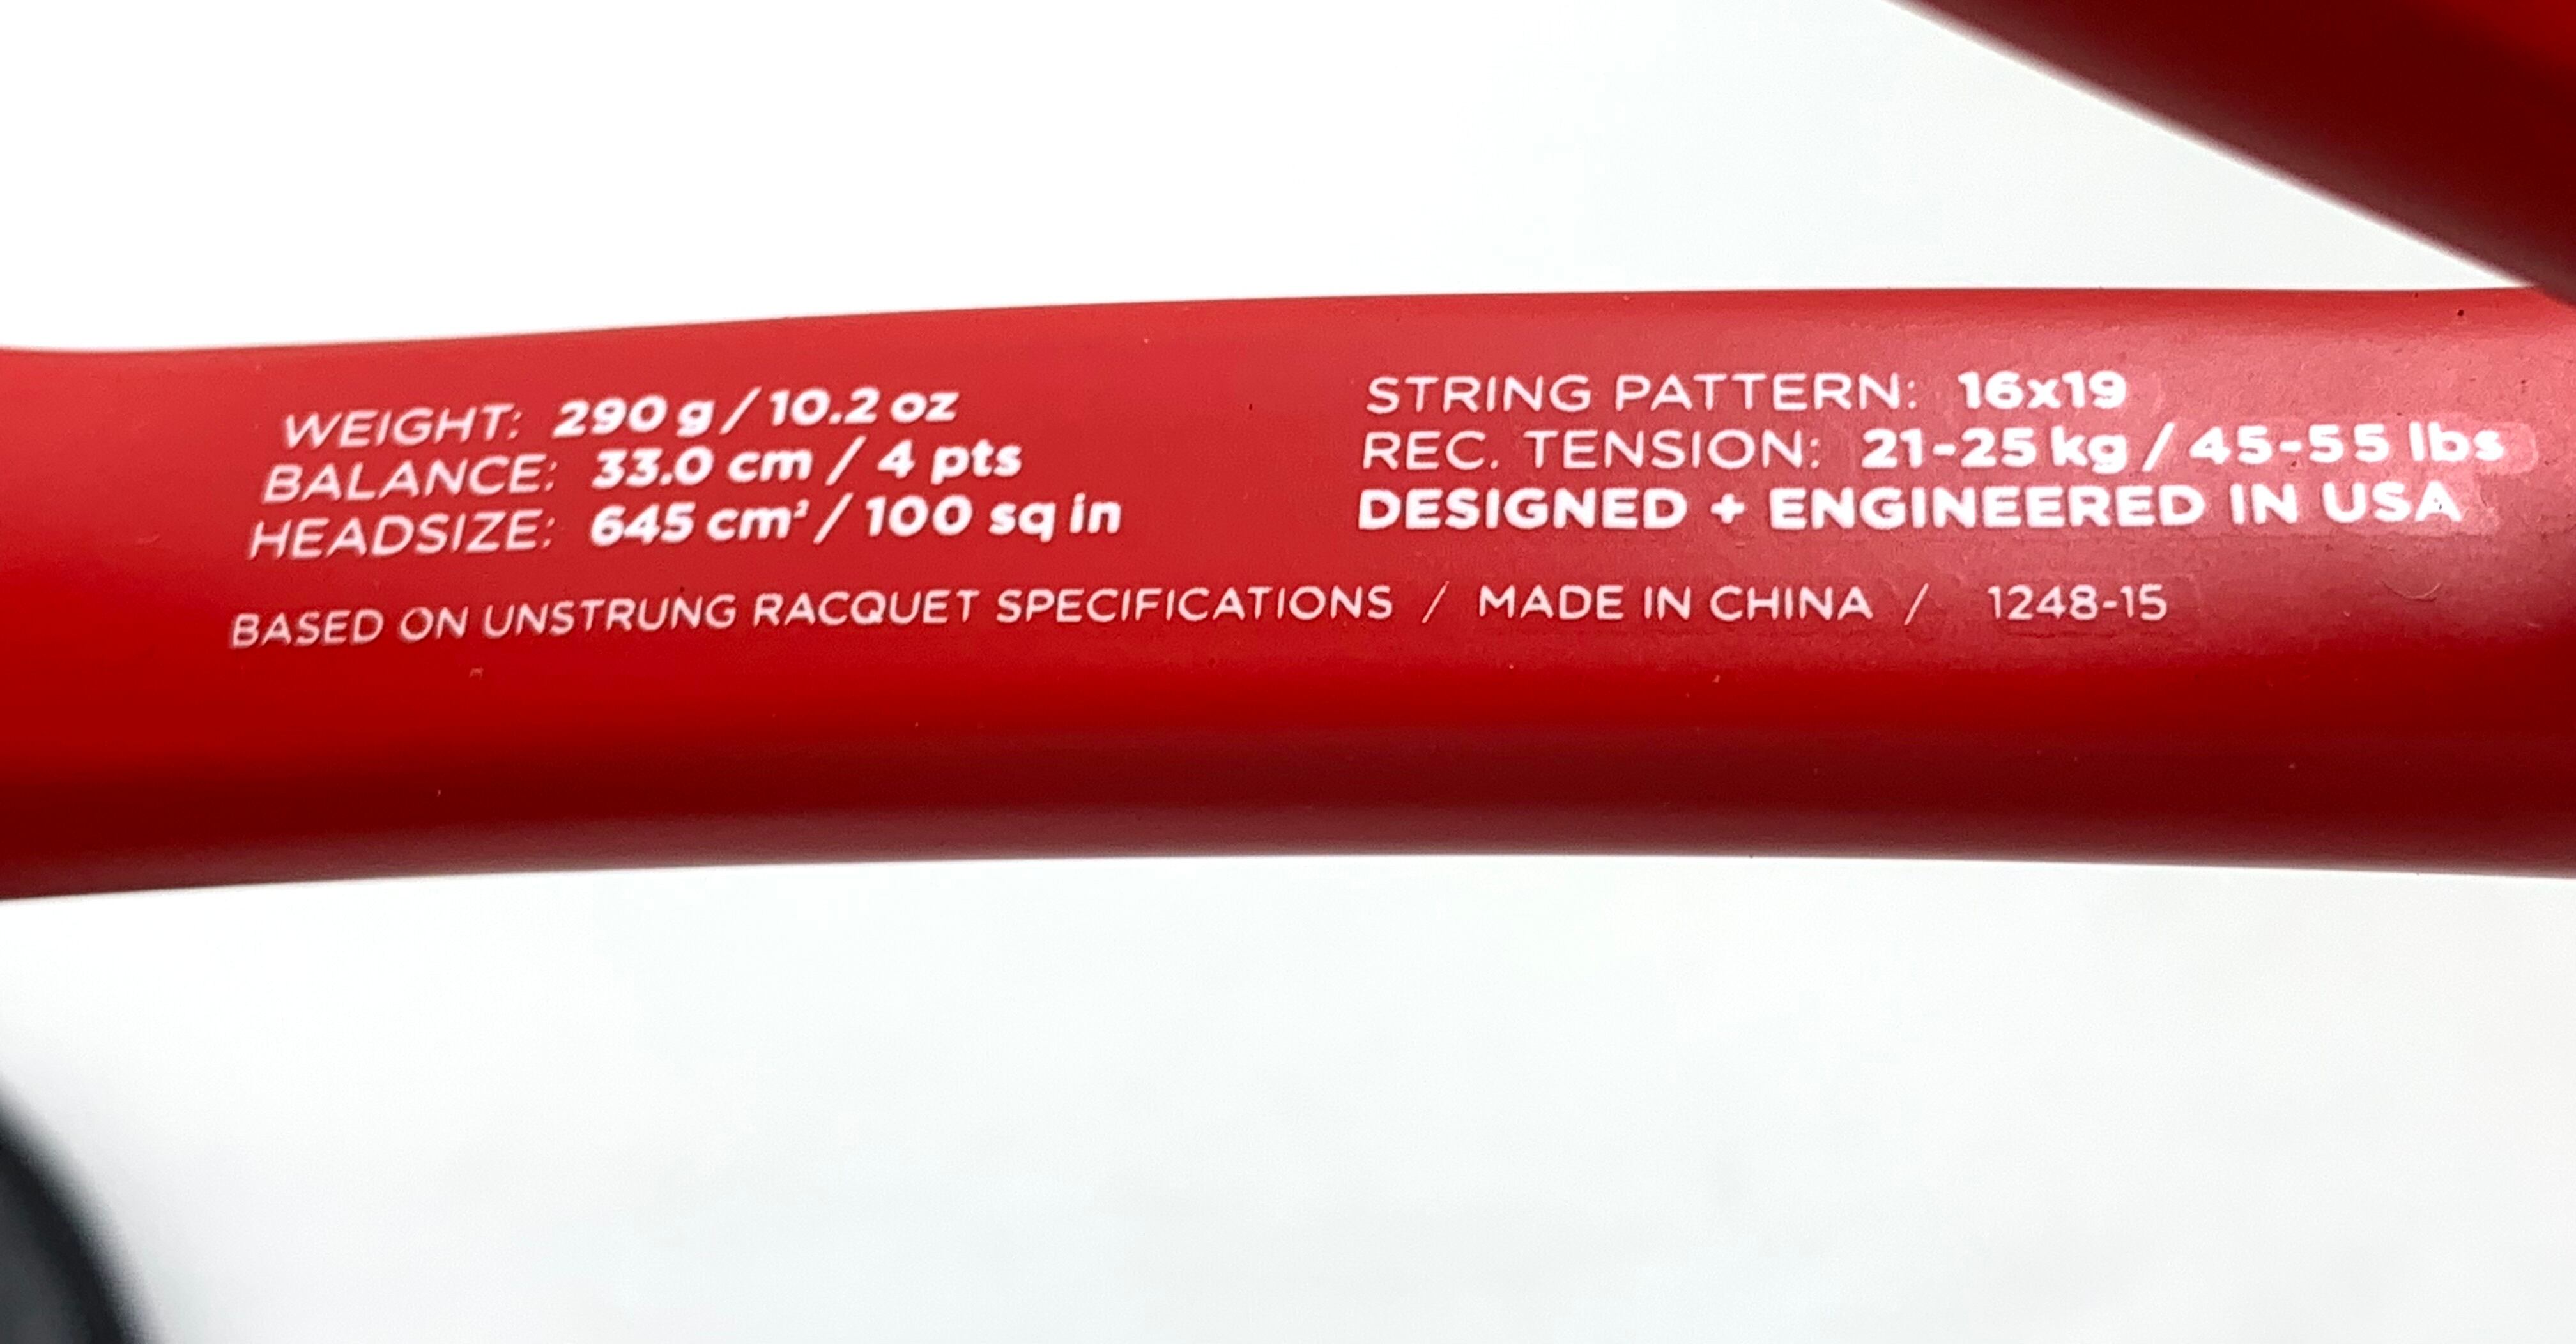 WEIGHT: 290 g / 10.2 oz
BALANCE: 33.0 cm / 4 pts
HEADSIZE: 645 cm² / 100 sq in
STRING PATTERN: 16x19
REC. TENSION: 21-25 kg / 45-55 lbs
DESIGNED + ENGINEERED IN USA
BASED ON UNSTRUNG RACQUET SPECIFICATIONS / MADE IN CHINA / 1248-15